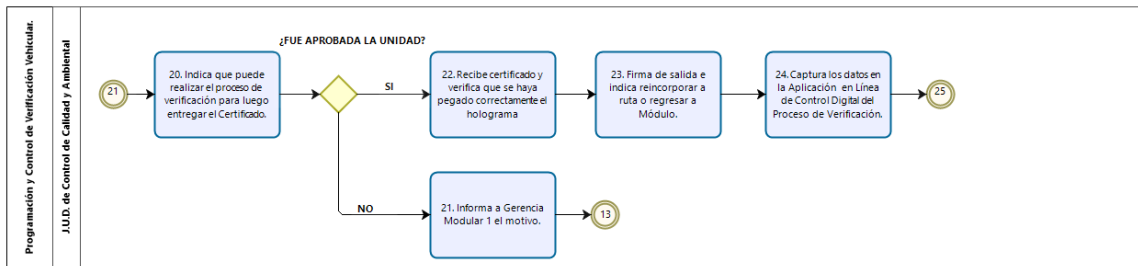 Programación y Control de Verificación Vehicular.
J.U.D. de Control de Calidad y Ambiental
21
20. Indica que puede
realizar el proceso de
verificación para luego
entregar el Certificado.
¿FUE APROBADA LA UNIDAD?
SI
22. Recibe certificado y
verifica que se haya
pegado correctamente el
holograma
23. Firma de salida e
indica reincorporar a
ruta o regresar a
Módulo.
24. Captura los datos en
la Aplicación en Línea
de Control Digital del
Proceso de Verificación.
25
NO
21. Informa a Gerencia
Modular 1 el motivo.
13